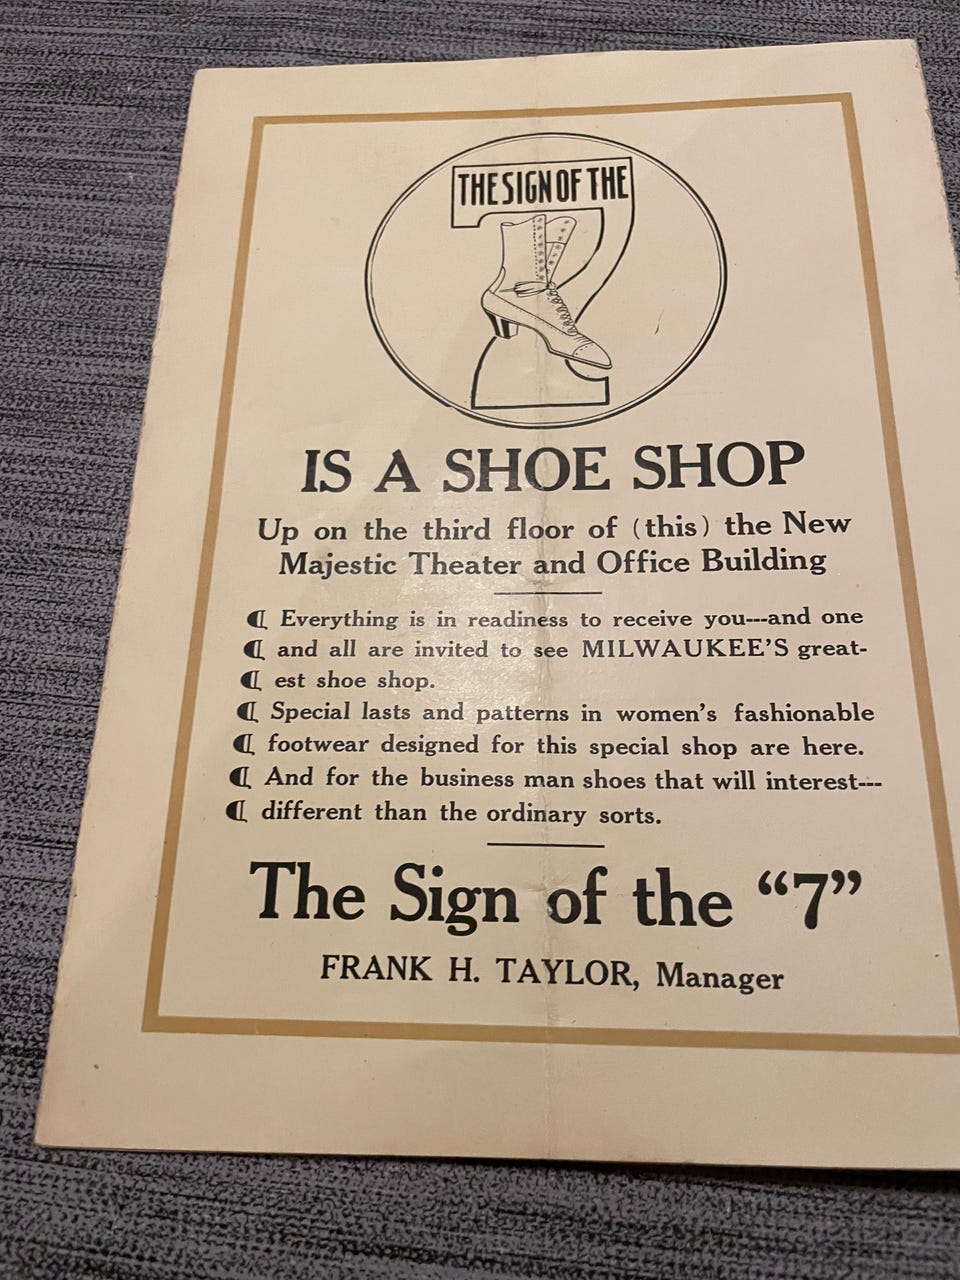 THE SIGN OF THE
7
IS A SHOE SHOP
Up on the third floor of (this) the New
Majestic Theater and Office Building
¶ Everything is in readiness to receive you---and one
¶ and all are invited to see MILWAUKEE'S great-
¶ est shoe shop.
¶ Special lasts and patterns in women's fashionable
¶ footwear designed for this special shop are here.
¶ And for the business man shoes that will interest---
¶ different than the ordinary sorts.
The Sign of the "7"
FRANK H. TAYLOR, Manager